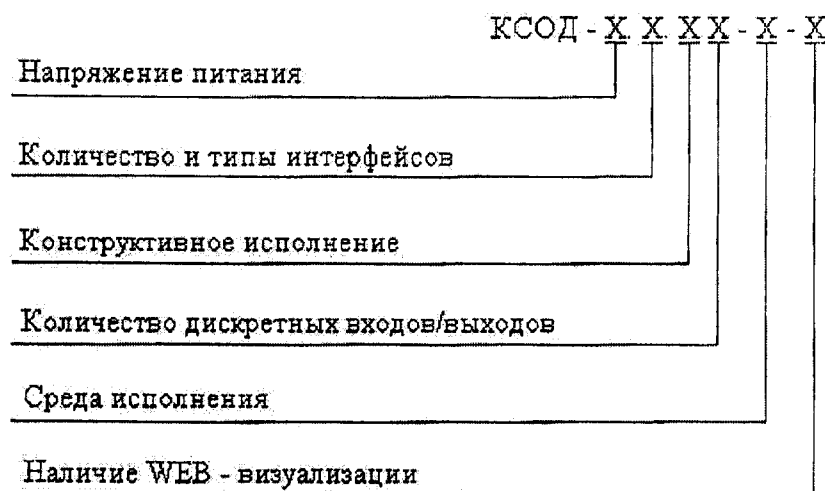 КСОД - X X X X - X - X
Напряжение питания
Количество и типы интерфейсов
Конструктивное исполнение
Количество дискретных входов/выходов
Среда исполнения
Наличие WEB - визуализации